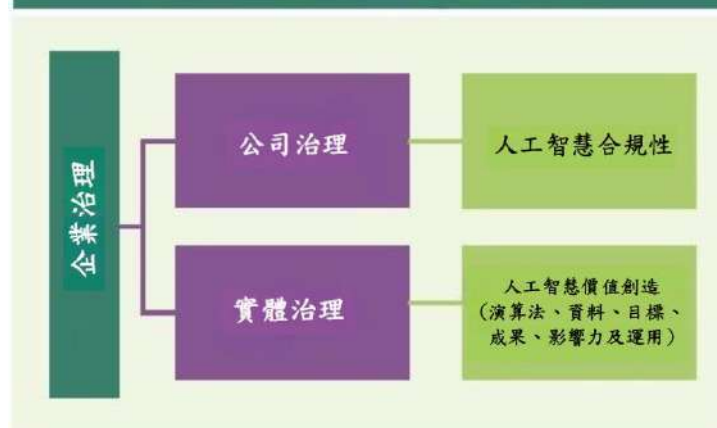 企業治理
公司治理
人工智慧合規性
實體治理
人工智慧價值創造
(演算法、資料、目標、
成果、影響力及運用)